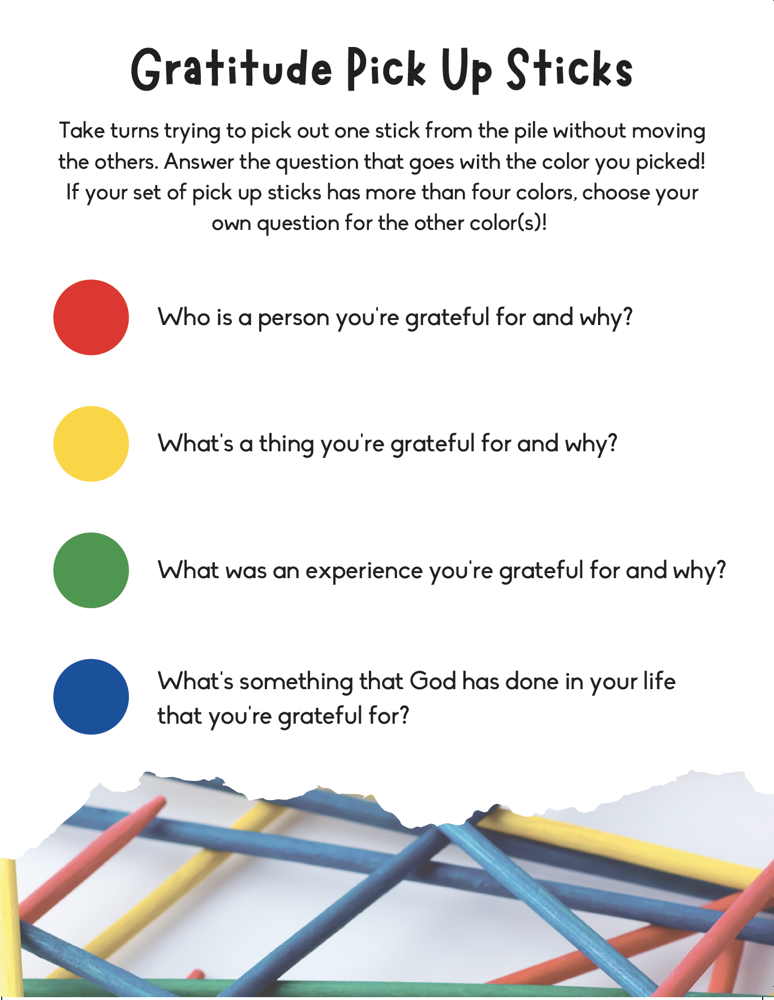 Gratitude Pick Up Sticks
Take turns trying to pick out one stick from the pile without moving
the others. Answer the question that goes with the color you picked!
If your set of pick up sticks has more than four colors, choose your
own question for the other color(s)!
Who is a person you're grateful for and why?
What's a thing you're grateful for and why?
What was an experience you're grateful for and why?
What's something that God has done in your life
that you're grateful for?